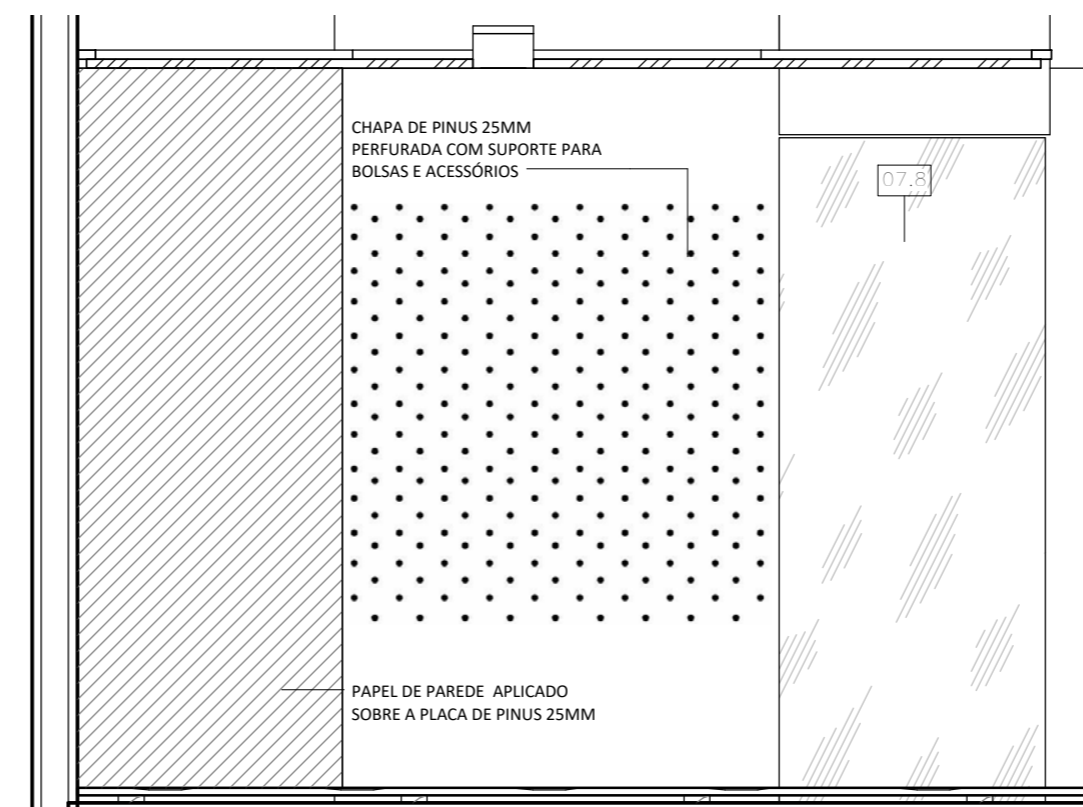 CHAPA DE PINUS 25MM
PERFURADA COM SUPORTE PARA
BOLSAS E ACESSÓRIOS
07.8
PAPEL DE PAREDE APLICADO
SOBRE A PLACA DE PINUS 25MM